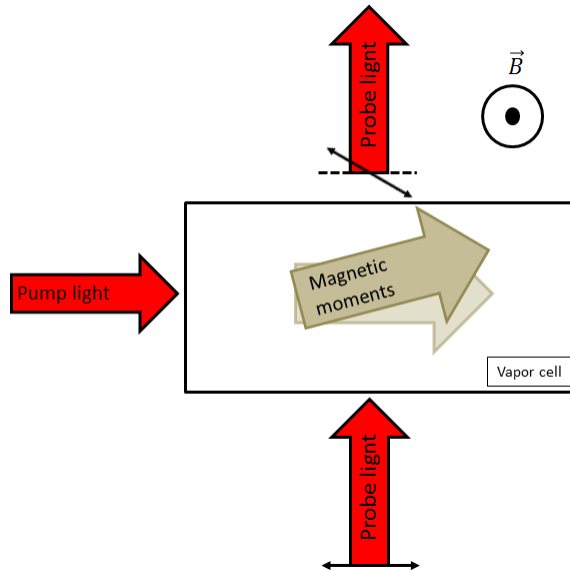 Probe light
B⃗
Magnetic
moments
Pump light
Vapor cell
Probe light